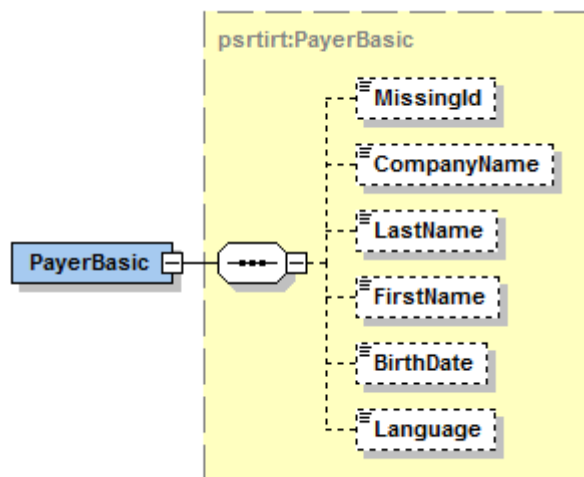 psrtirt:PayerBasic
MissingId
CompanyName
LastName
PayerBasic
FirstName
BirthDate
Language